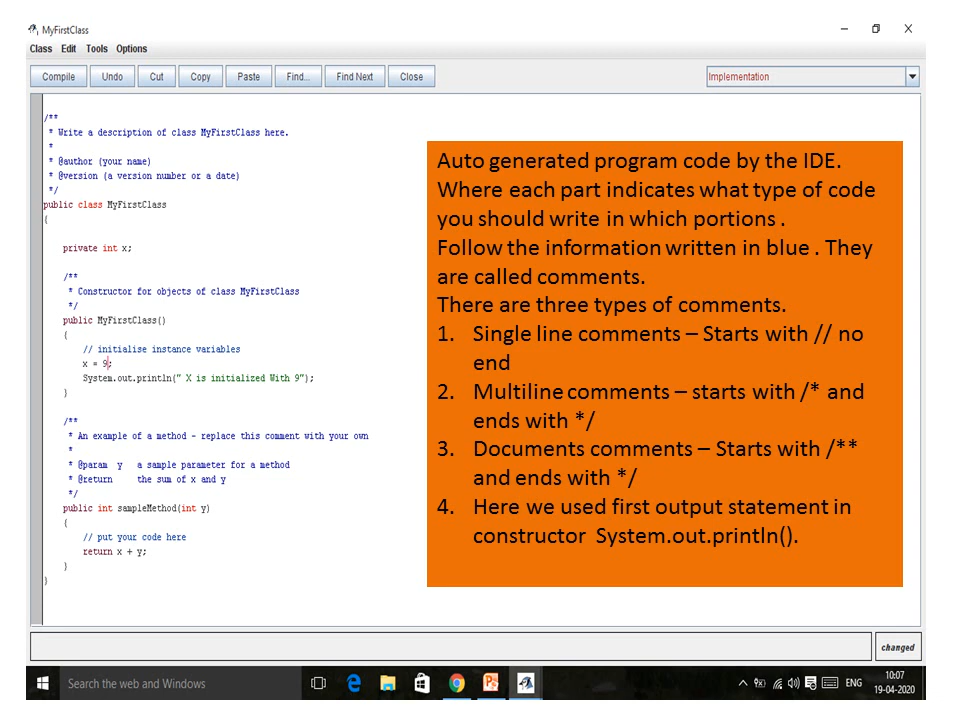 MyFirstClass
Class Edit Tools Options
Compile Undo Cut Copy Paste Find... Find Next Close Implementation
/**
 * Write a description of class MyFirstClass here.
 *
 * @author (your name)
 * @version (a version number or a date)
 */
public class MyFirstClass
{
private int x;
/**
 * Constructor for objects of class MyFirstClass
 */
public MyFirstClass()
{
// initialise instance variables
x = 9;
System.out.println(" X is initialized With 9");
}
/**
 * An example of a method - replace this comment with your own
 *
 * @param y a sample parameter for a method
 * @return the sum of x and y
 */
public int sampleMethod(int y)
{
// put your code here
return x + y;
}
}
Auto generated program code by the IDE.
Where each part indicates what type of code
you should write in which portions .
Follow the information written in blue . They
are called comments.
There are three types of comments.
1. Single line comments – Starts with // no
end
2. Multiline comments – starts with /* and
ends with */
3. Documents comments – Starts with /**
and ends with */
4. Here we used first output statement in
constructor System.out.println().
changed
Search the web and Windows
ENG
10:07
19-04-2020